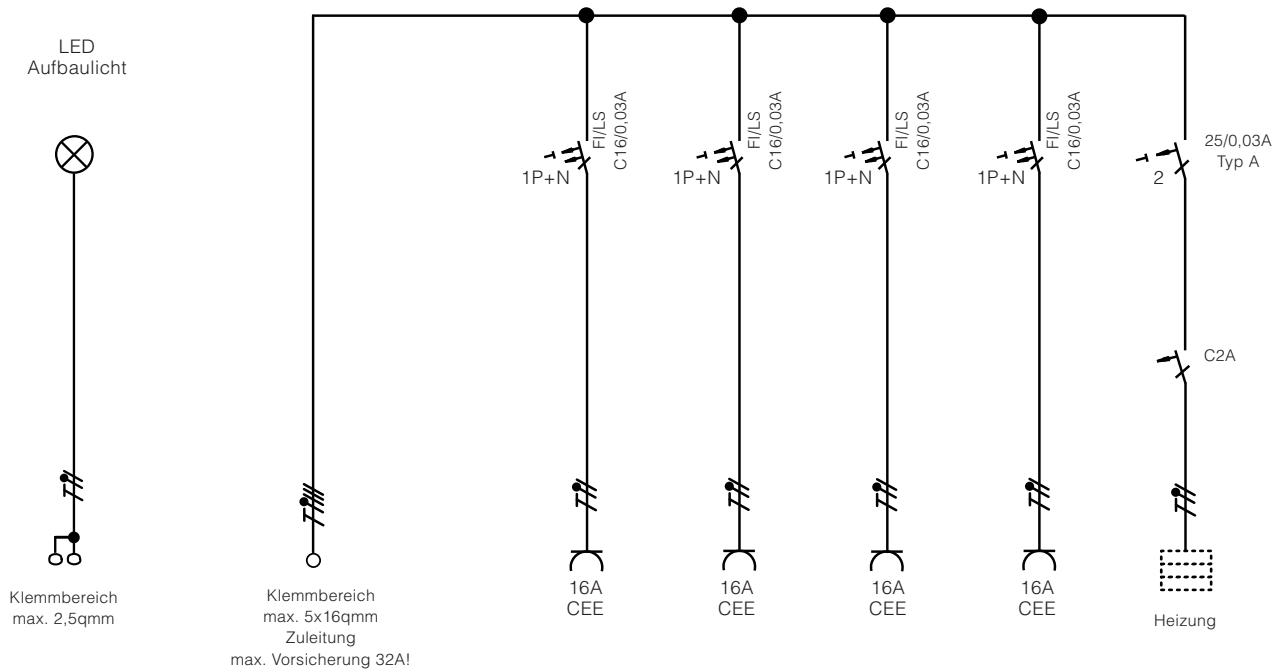 LED
Aufbaulicht
FI/LS
C16/0,03A
1P+N
FI/LS
C16/0,03A
1P+N
FI/LS
C16/0,03A
1P+N
FI/LS
C16/0,03A
1P+N
25/0,03A
Typ A
2
C2A
Klemmbereich
max. 2,5qmm
Klemmbereich
max. 5x16qmm
Zuleitung
max. Vorsicherung 32A!
16A
CEE
16A
CEE
16A
CEE
16A
CEE
Heizung